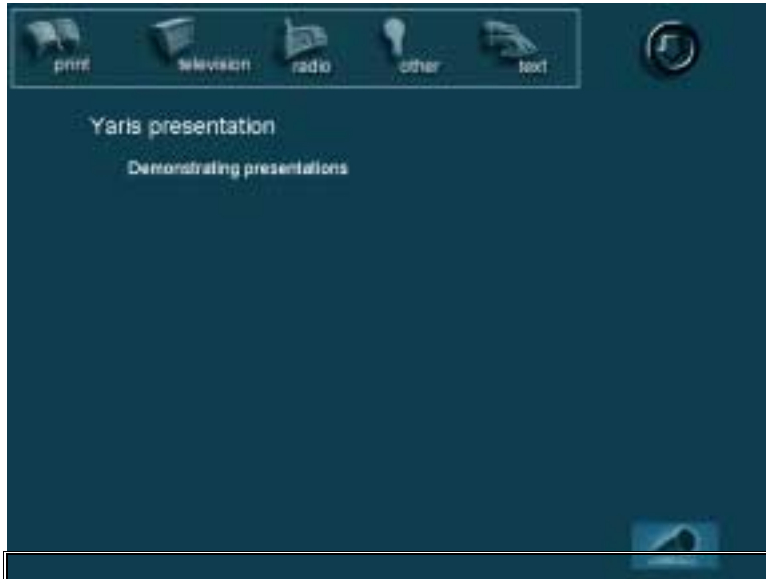 print television radio other text
Yaris presentation
Demonstrating presentations